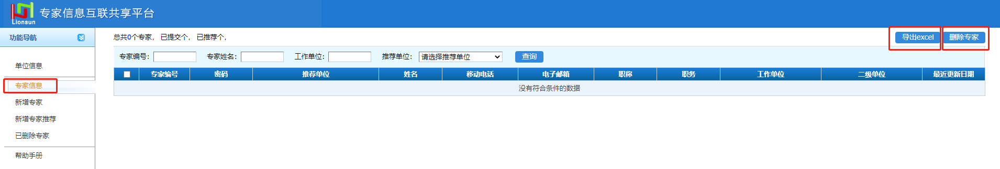 Lionsun
专家信息互联共享平台
功能导航
单位信息
专家信息
新增专家
新增专家推荐
已删除专家
帮助手册
总共0个专家， 已提交个， 已推荐个，
导出excel 删除专家
专家编号： 专家姓名： 工作单位： 推荐单位： 请选择推荐单位 查询
专家编号 密码 推荐单位 姓名 移动电话 电子邮箱 职称 职务 工作单位 二级单位 最近更新日期
没有符合条件的数据